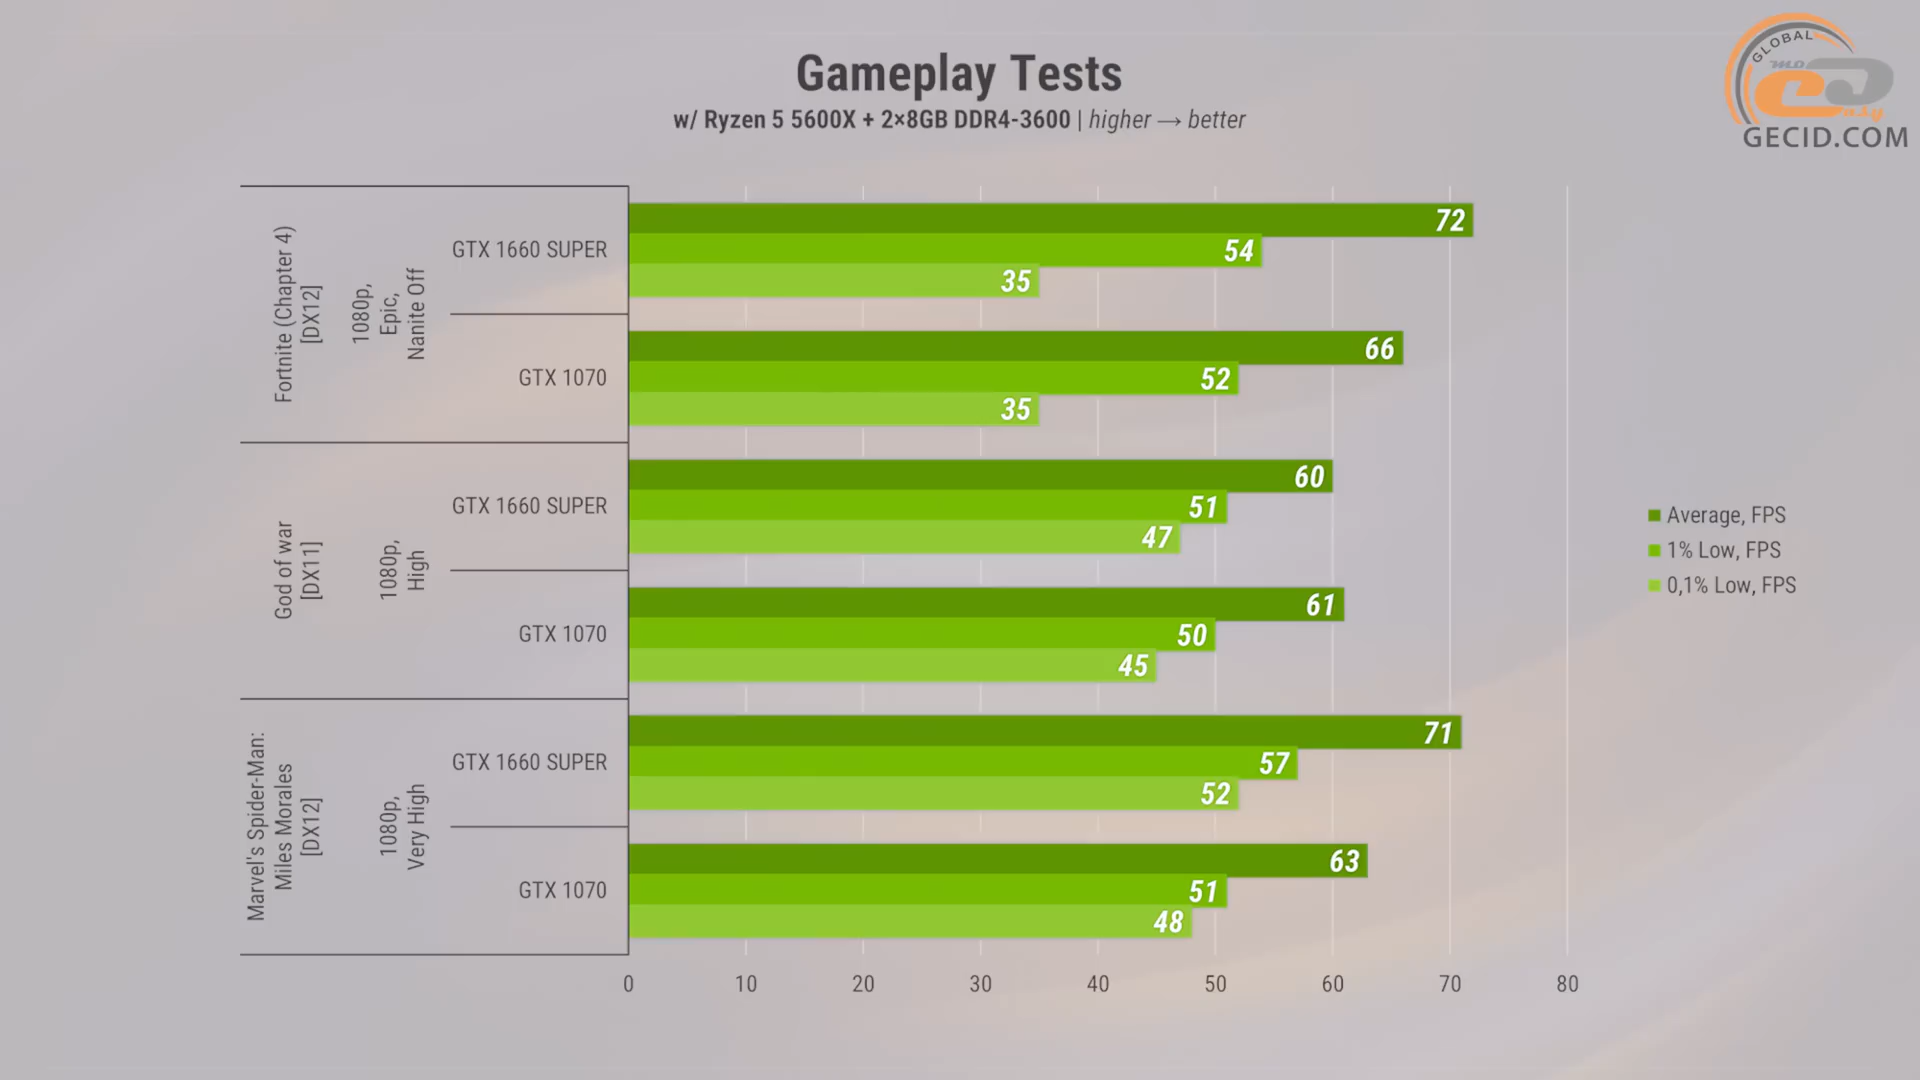 Gameplay Tests
w/ Ryzen 5 5600X + 2×8GB DDR4-3600 | higher → better
GLOBAL
GECID.COM
Fortnite (Chapter 4)
[DX12]
1080p,
Epic,
Nanite Off
GTX 1660 SUPER
72
54
35
GTX 1070
66
52
35
God of war
[DX11]
1080p,
High
GTX 1660 SUPER
60
51
47
GTX 1070
61
50
45
Marvel's Spider-Man:
Miles Morales
[DX12]
1080p,
Very High
GTX 1660 SUPER
71
57
52
GTX 1070
63
51
48
Average, FPS
1% Low, FPS
0,1% Low, FPS
0 10 20 30 40 50 60 70 80